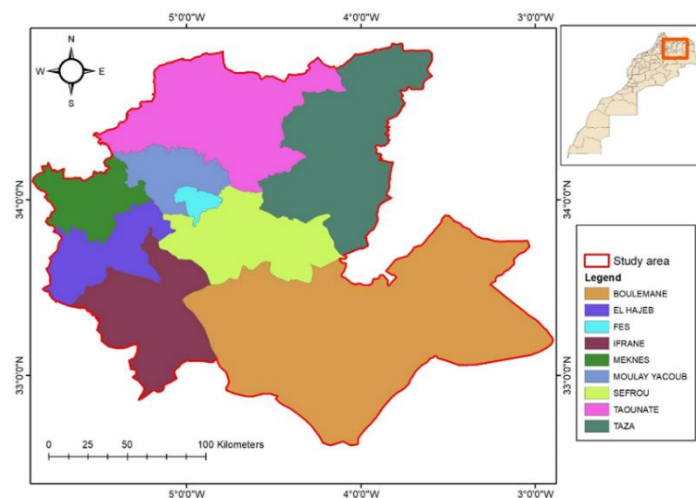 5°0'0"W 4°0'0"W 3°0'0"W
N
W E
S
34°0'0"N
34°0'0"N
33°0'0"N
33°0'0"N
0 25 50 100 Kilometers
5°0'0"W 4°0'0"W 3°0'0"W
Study area
Legend
BOULEMANE
EL HAJEB
FES
IFRANE
MEKNES
MOULAY YACOUB
SEFROU
TAOUNATE
TAZA